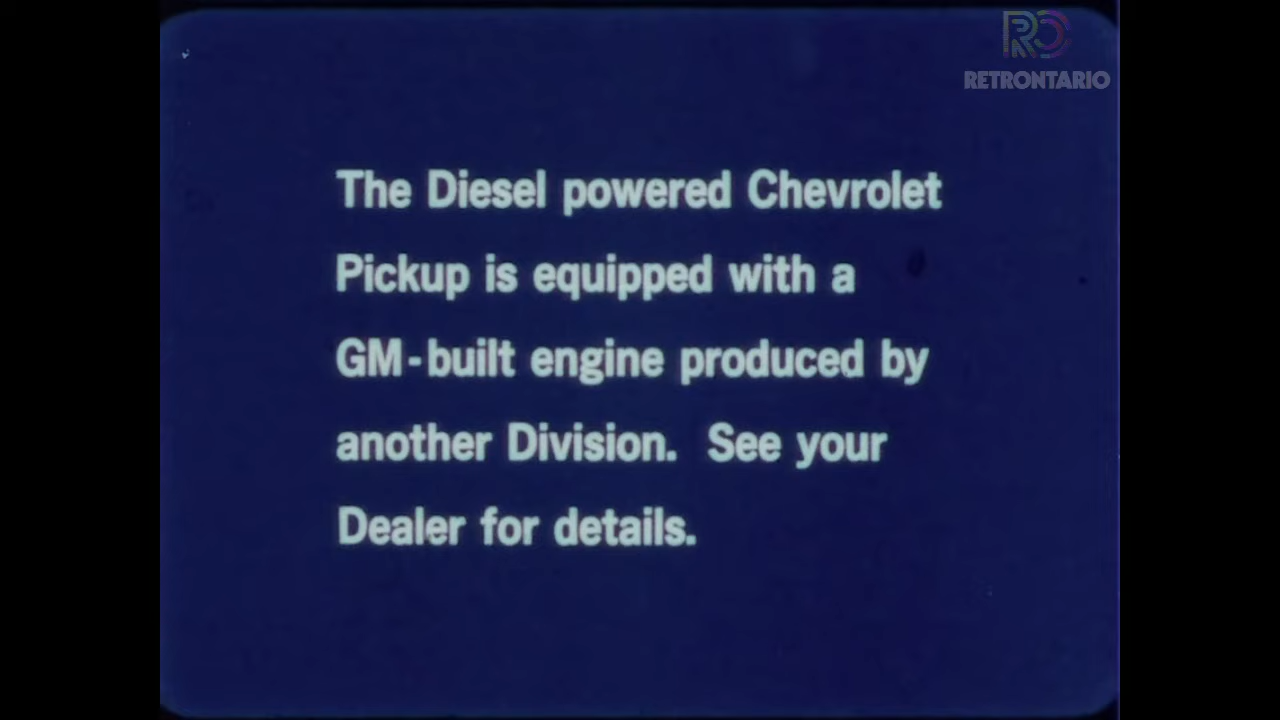 RETRONTARIO
The Diesel powered Chevrolet
Pickup is equipped with a
GM-built engine produced by
another Division. See your
Dealer for details.